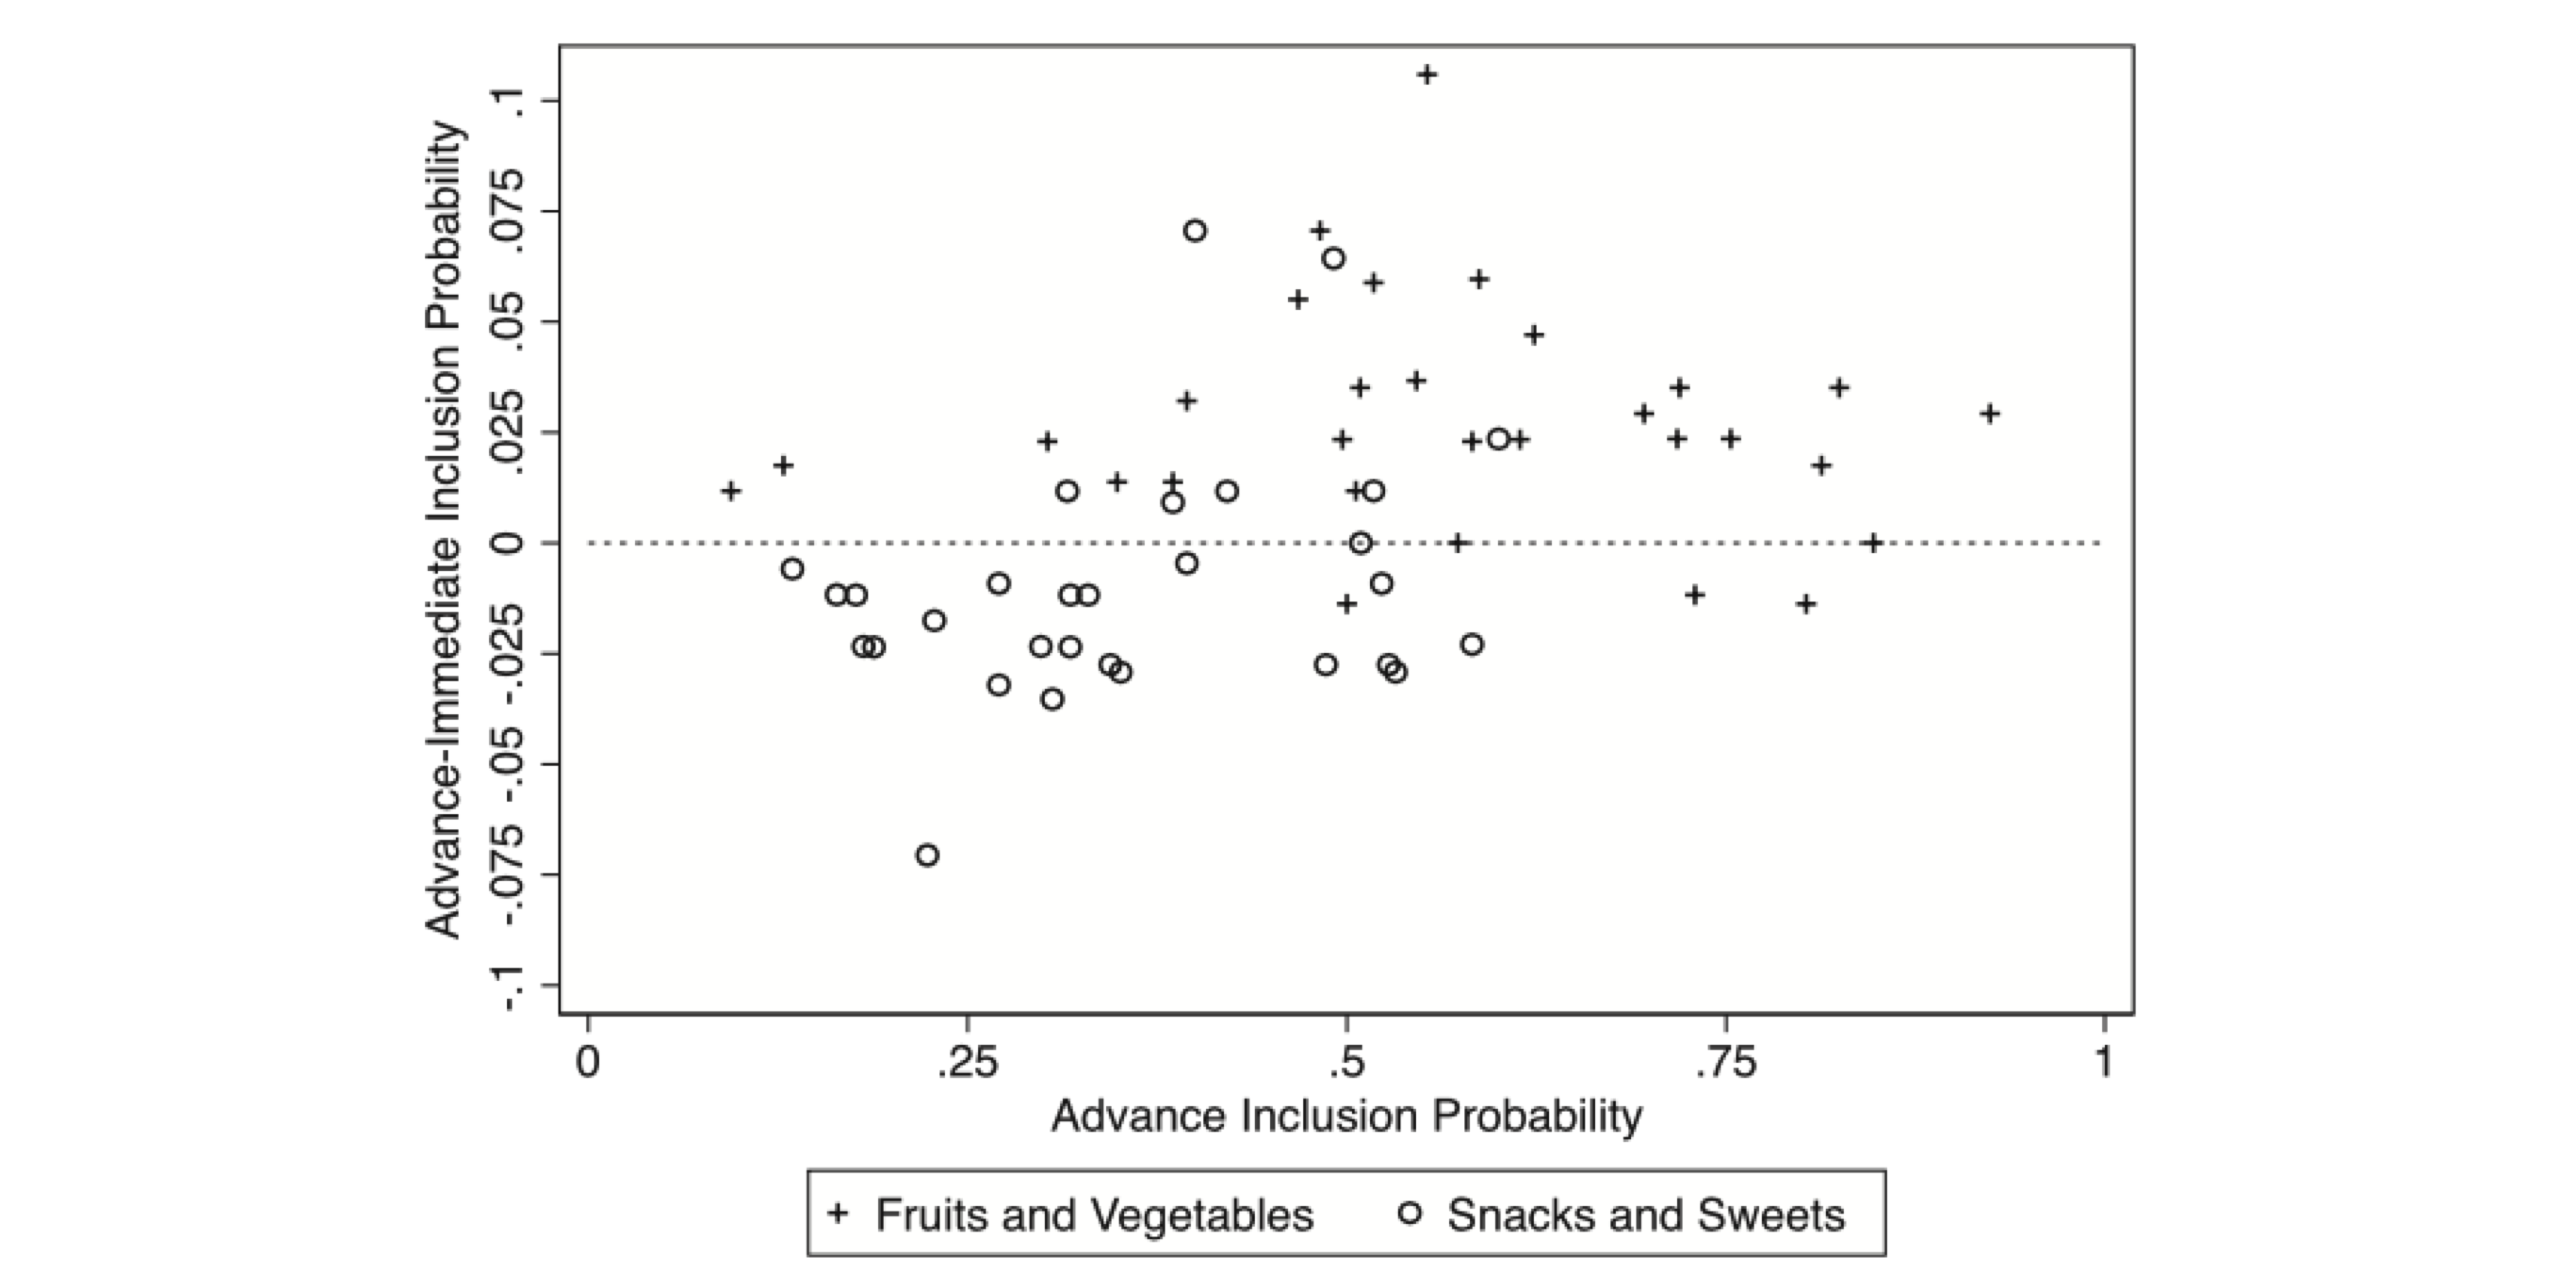 Advance-Immediate Inclusion Probability
.1
.075
.05
.025
0
-.025
-.05
-.075
-.1
0 .25 .5 .75 1
Advance Inclusion Probability
+ Fruits and Vegetables o Snacks and Sweets